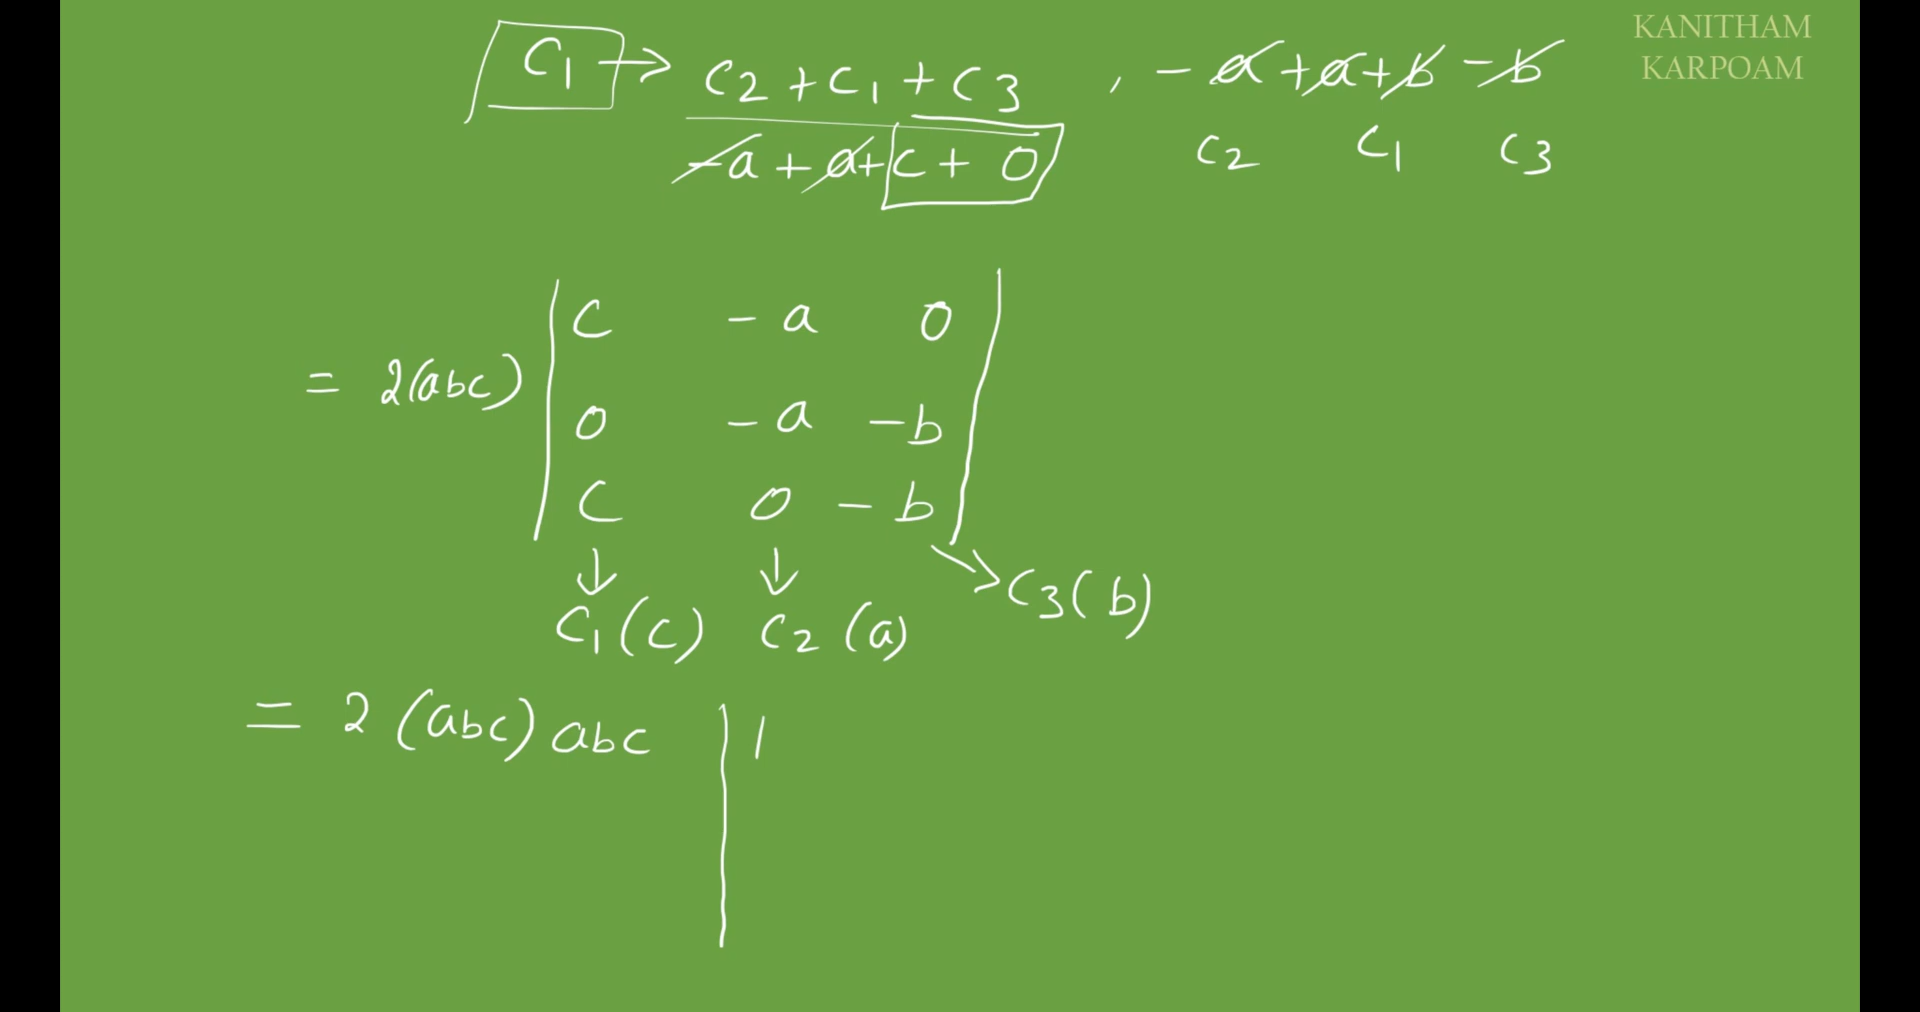 KANITHAM
KARPOAM
C1 → C2 + C1 + C3 , - a + a + b - b
-a + a + c + 0 C2 C1 C3
C - a 0
= 2(abc)
0 - a - b
C 0 - b
C1 (c) C2 (a) C3 (b)
= 2 (abc) abc | 1